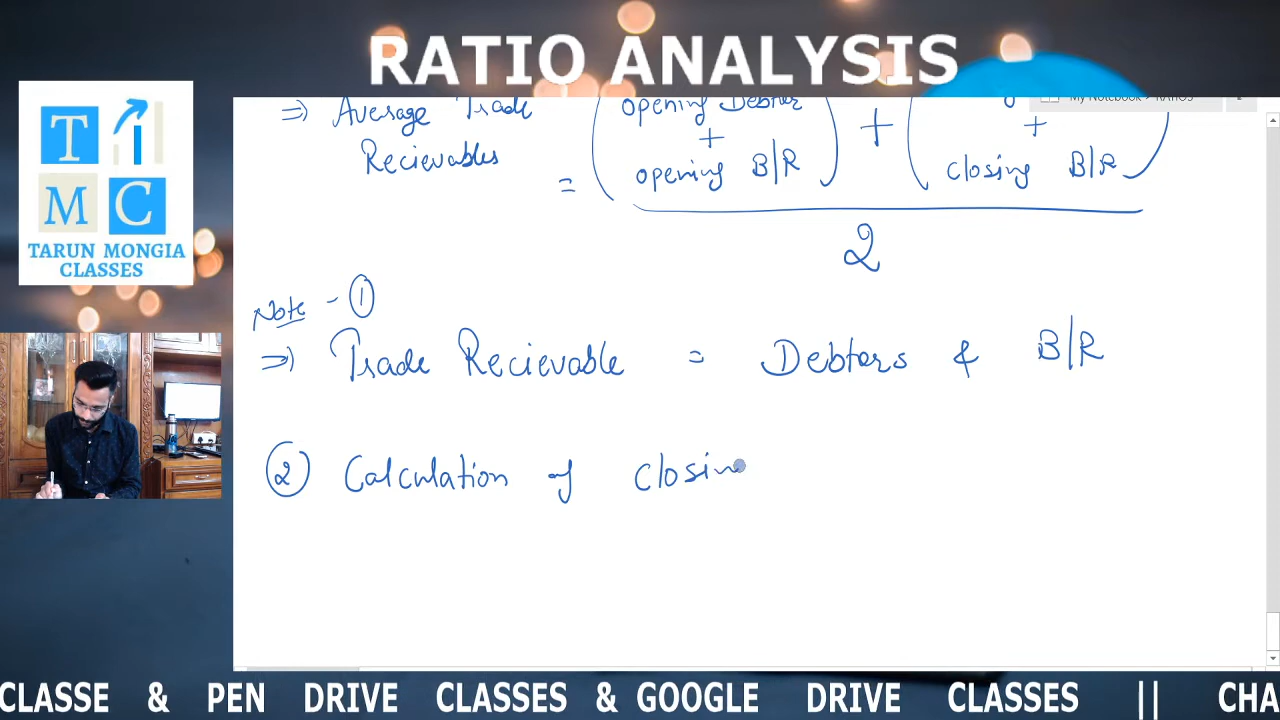 RATIO ANALYSIS
T
M C
TARUN MONGIA
CLASSES
⇒ Average Trade Recievables = (opening Debtor + opening B/R) + ( + closing B/R)
2
Note - ①
⇒ Trade Recievable = Debtors & B/R
② Calculation of closin
CLASSE & PEN DRIVE CLASSES & GOOGLE DRIVE CLASSES || CHA